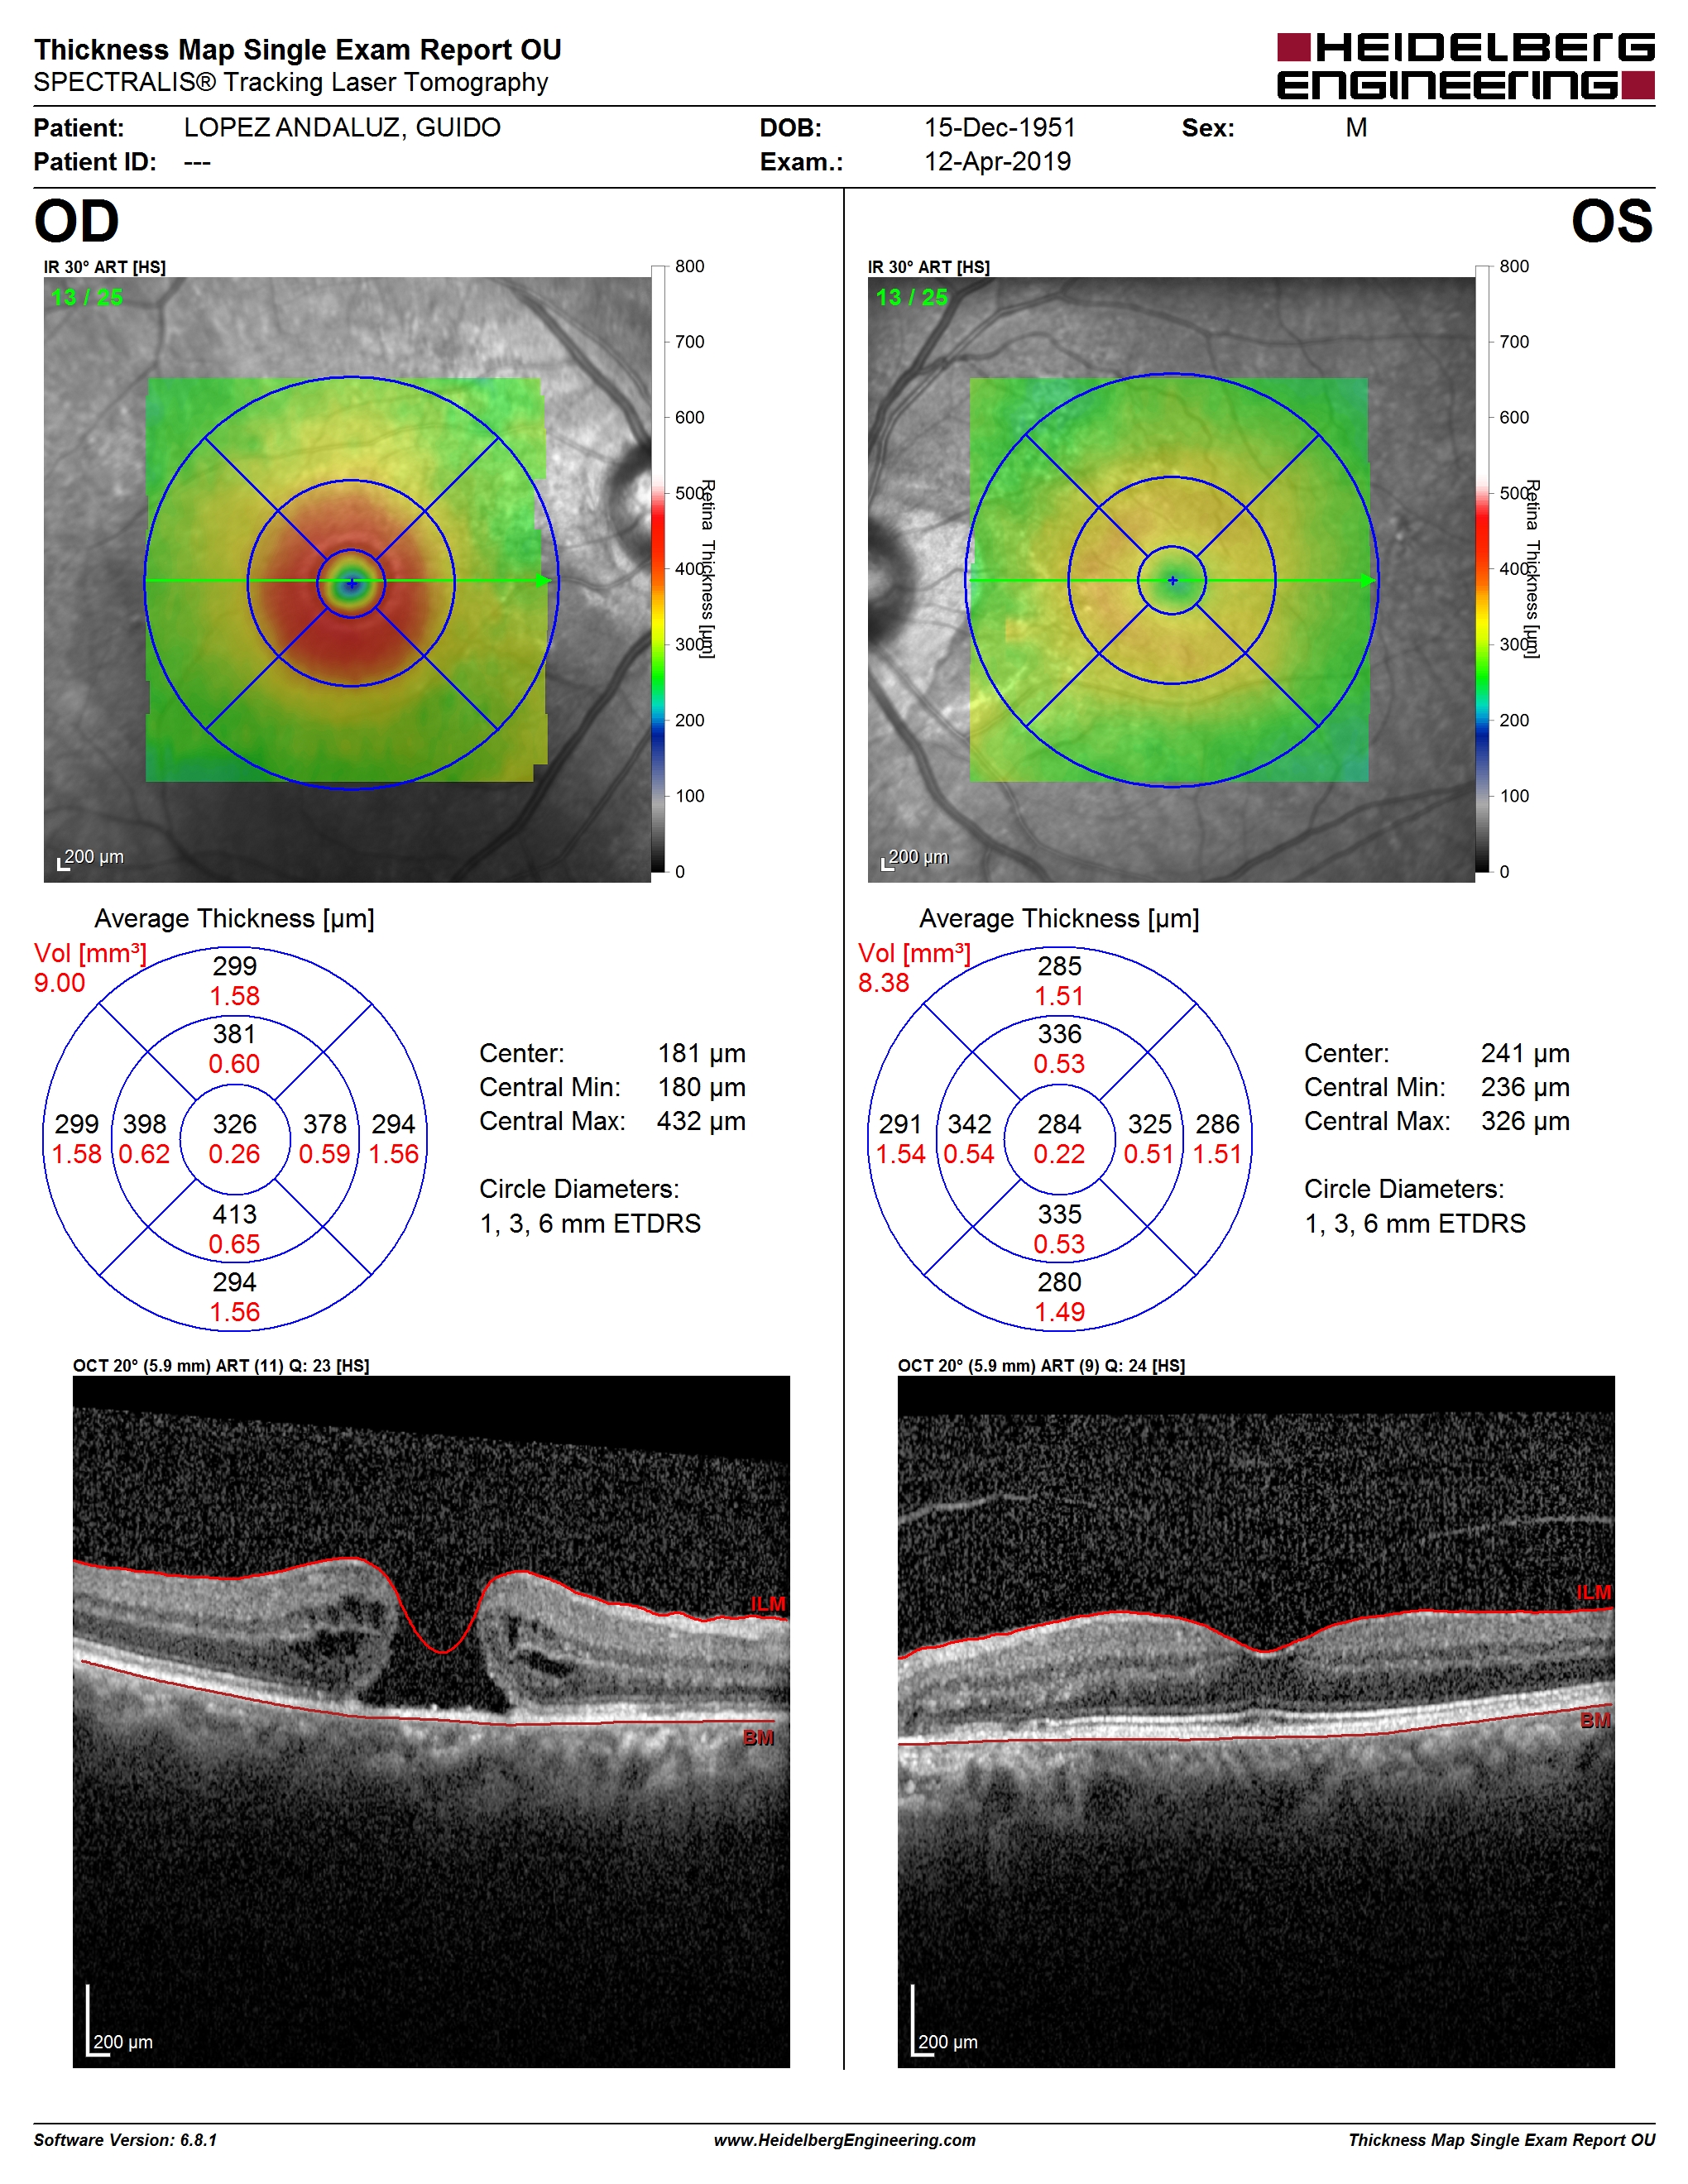 Thickness Map Single Exam Report OU
SPECTRALIS® Tracking Laser Tomography
HEIDELBERG
ENGINEERING
Patient: LOPEZ ANDALUZ, GUIDO DOB: 15-Dec-1951 Sex: M
Patient ID: --- Exam.: 12-Apr-2019
OD
IR 30° ART [HS]
13 / 25
200 µm
800
700
600
500
400
300
200
100
0
Retina Thickness [µm]
Average Thickness [µm]
Vol [mm³]
9.00
299
1.58
381
0.60
299 398 326 378 294
1.58 0.62 0.26 0.59 1.56
413
0.65
294
1.56
Center: 181 µm
Central Min: 180 µm
Central Max: 432 µm
Circle Diameters:
1, 3, 6 mm ETDRS
OCT 20° (5.9 mm) ART (11) Q: 23 [HS]
ILM
BM
200 µm
OS
IR 30° ART [HS]
13 / 25
200 µm
800
700
600
500
400
300
200
100
0
Retina Thickness [µm]
Average Thickness [µm]
Vol [mm³]
8.38
285
1.51
336
0.53
291 342 284 325 286
1.54 0.54 0.22 0.51 1.51
335
0.53
280
1.49
Center: 241 µm
Central Min: 236 µm
Central Max: 326 µm
Circle Diameters:
1, 3, 6 mm ETDRS
OCT 20° (5.9 mm) ART (9) Q: 24 [HS]
ILM
BM
200 µm
Software Version: 6.8.1 www.HeidelbergEngineering.com Thickness Map Single Exam Report OU